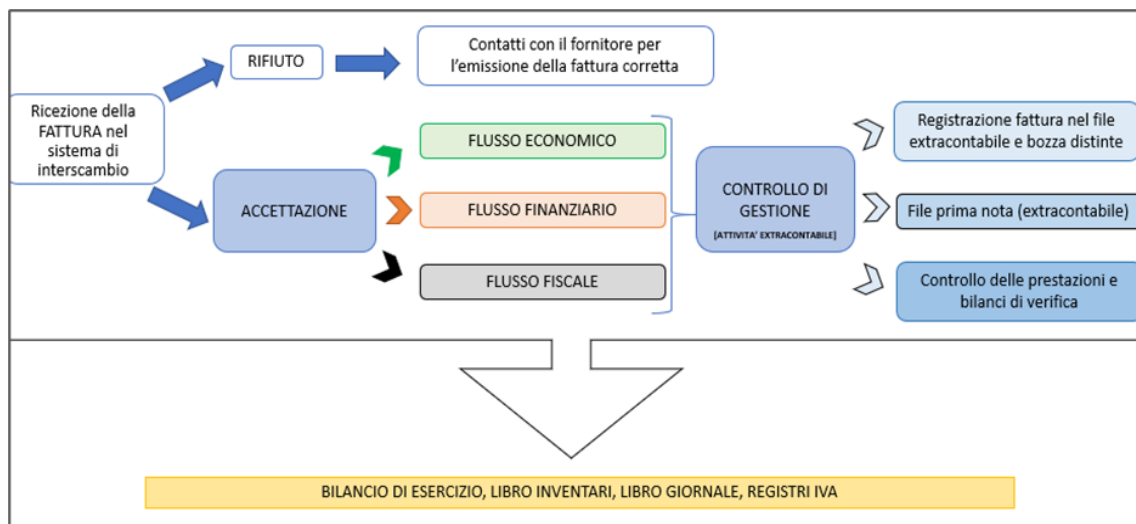 RIFIUTO
Contatti con il fornitore per
l'emissione della fattura corretta
Ricezione della
FATTURA nel
sistema di
interscambio
ACCETTAZIONE
FLUSSO ECONOMICO
FLUSSO FINANZIARIO
FLUSSO FISCALE
CONTROLLO DI
GESTIONE
[ATTIVITA' EXTRACONTABILE]
Registrazione fattura nel file
extracontabile e bozza distinte
File prima nota (extracontabile)
Controllo delle prestazioni e
bilanci di verifica
BILANCIO DI ESERCIZIO, LIBRO INVENTARI, LIBRO GIORNALE, REGISTRI IVA